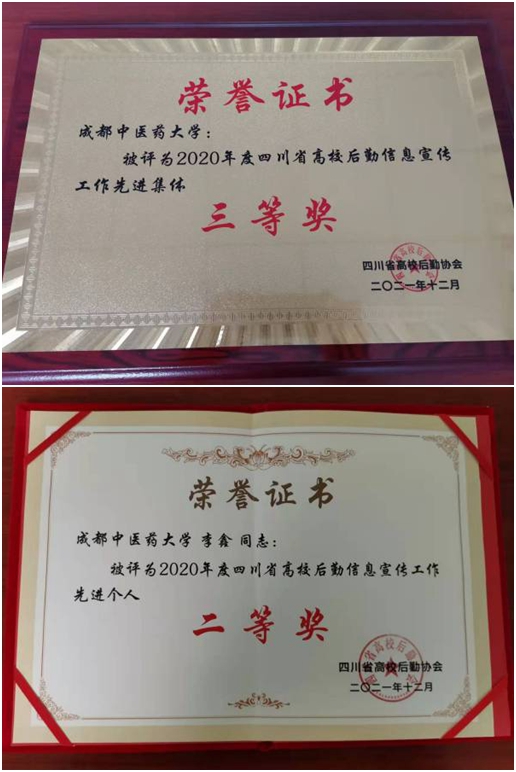 荣誉证书
成都中医药大学：
被评为2020年度四川省高校后勤信息宣传
工作先进集体
三等奖
四川省高校后勤协会
二〇二一年十二月
荣誉证书
成都中医药大学 李鑫 同志：
被评为2020年度四川省高校后勤信息宣传工作
先进个人
二等奖
四川省高校后勤协会
二〇二一年十二月